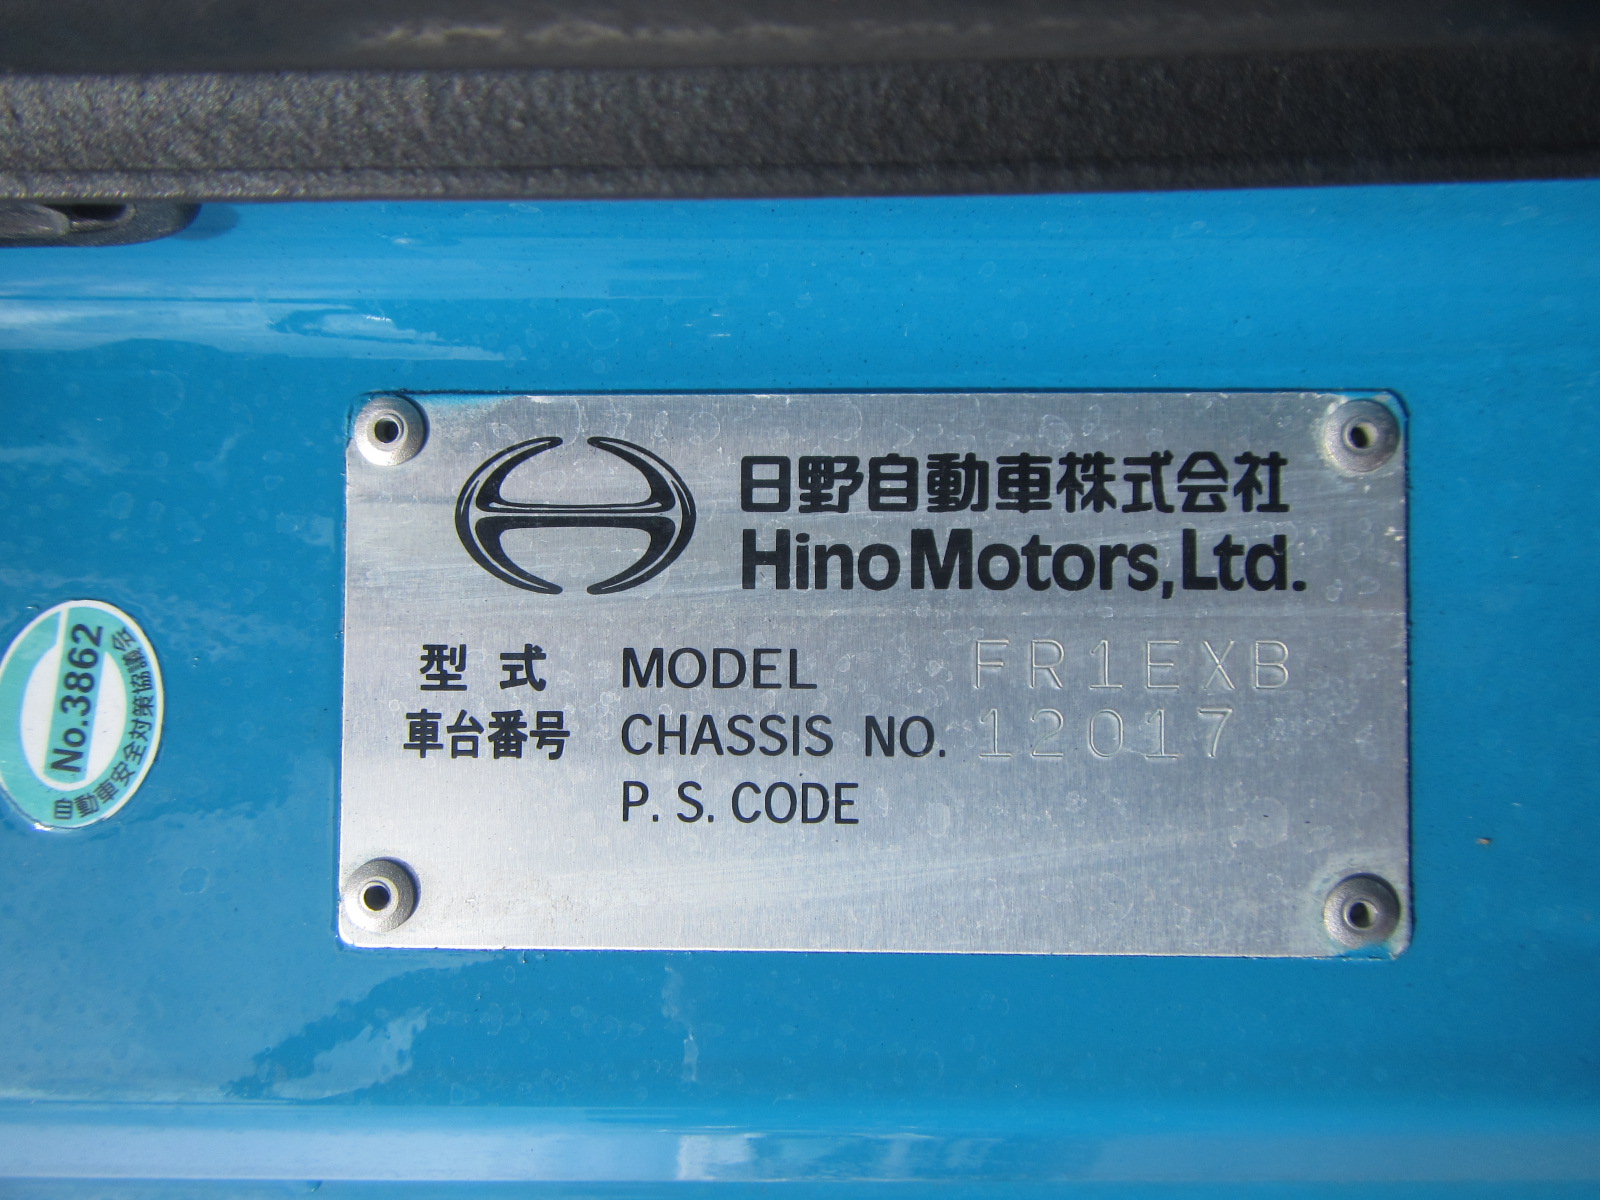 日野自動車株式会社
Hino Motors, Ltd.
型式 MODEL FR1EXB
車台番号 CHASSIS NO. 12017
P. S. CODE
No.3862
自動車安全対策協議会